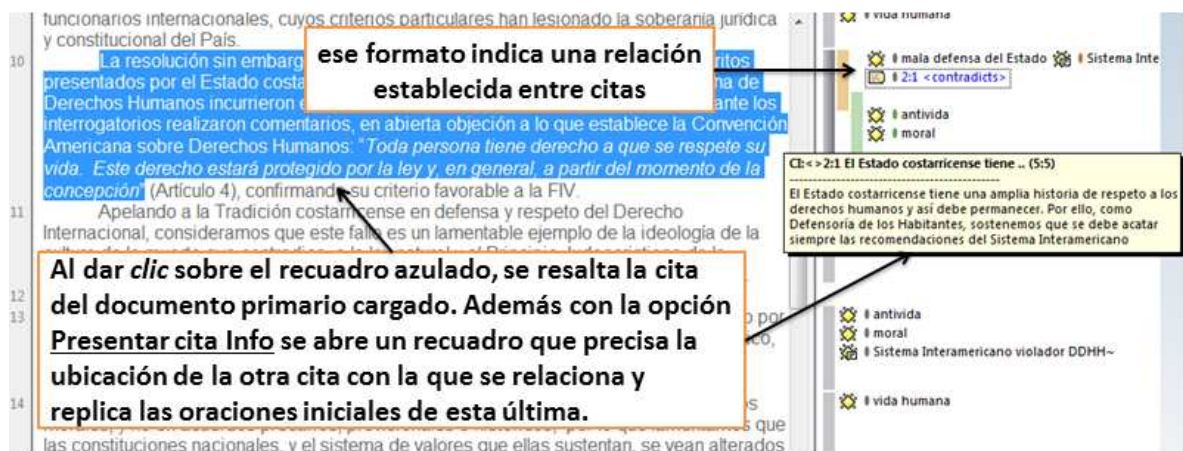 funcionarios internacionales, cuyos criterios particulares han lesionado la soberanía jurídica
y constitucional del País.
10
La resolución sin embarg
ritos
presentados por el Estado costa
na de
Derechos Humanos incurrieron e
ante los
interrogatorios realizaron comentarios, en abierta objeción a lo que establece la Convención
Americana sobre Derechos Humanos: "Toda persona tiene derecho a que se respete su
vida. Este derecho estará protegido por la ley y, en general, a partir del momento de la
concepción" (Artículo 4), confirmando su criterio favorable a la FIV.
11
Apelando a la Tradición costarricense en defensa y respeto del Derecho
Internacional, consideramos que este fallo es un lamentable ejemplo de la ideología de la
12
13
o por
ico,
14
os
que
las constituciones nacionales, y el sistema de valores que ellas sustentan, se vean alterados
ese formato indica una relación
establecida entre citas
Al dar clic sobre el recuadro azulado, se resalta la cita
del documento primario cargado. Además con la opción
Presentar cita Info se abre un recuadro que precisa la
ubicación de la otra cita con la que se relaciona y
replica las oraciones iniciales de esta última.
vida humana
mala defensa del Estado Sistema Inte
2:1 <contradicts>
antivida
moral
CI:<>2:1 El Estado costarricense tiene .. (5:5)
El Estado costarricense tiene una amplia historia de respeto a los
derechos humanos y así debe permanecer. Por ello, como
Defensoría de los Habitantes, sostenemos que se debe acatar
siempre las recomendaciones del Sistema Interamericano
antivida
moral
Sistema Interamericano violador DDHH~
vida humana